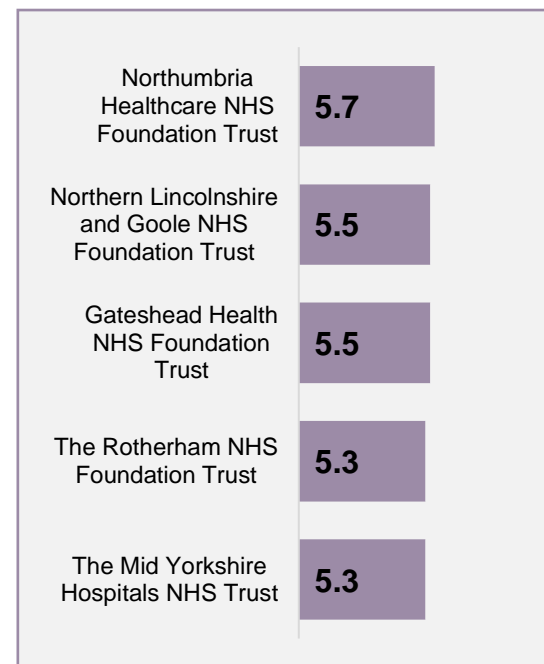 Northumbria
Healthcare NHS
Foundation Trust
5.7
Northern Lincolnshire
and Goole NHS
Foundation Trust
5.5
Gateshead Health
NHS Foundation
Trust
5.5
The Rotherham NHS
Foundation Trust
5.3
The Mid Yorkshire
Hospitals NHS Trust
5.3